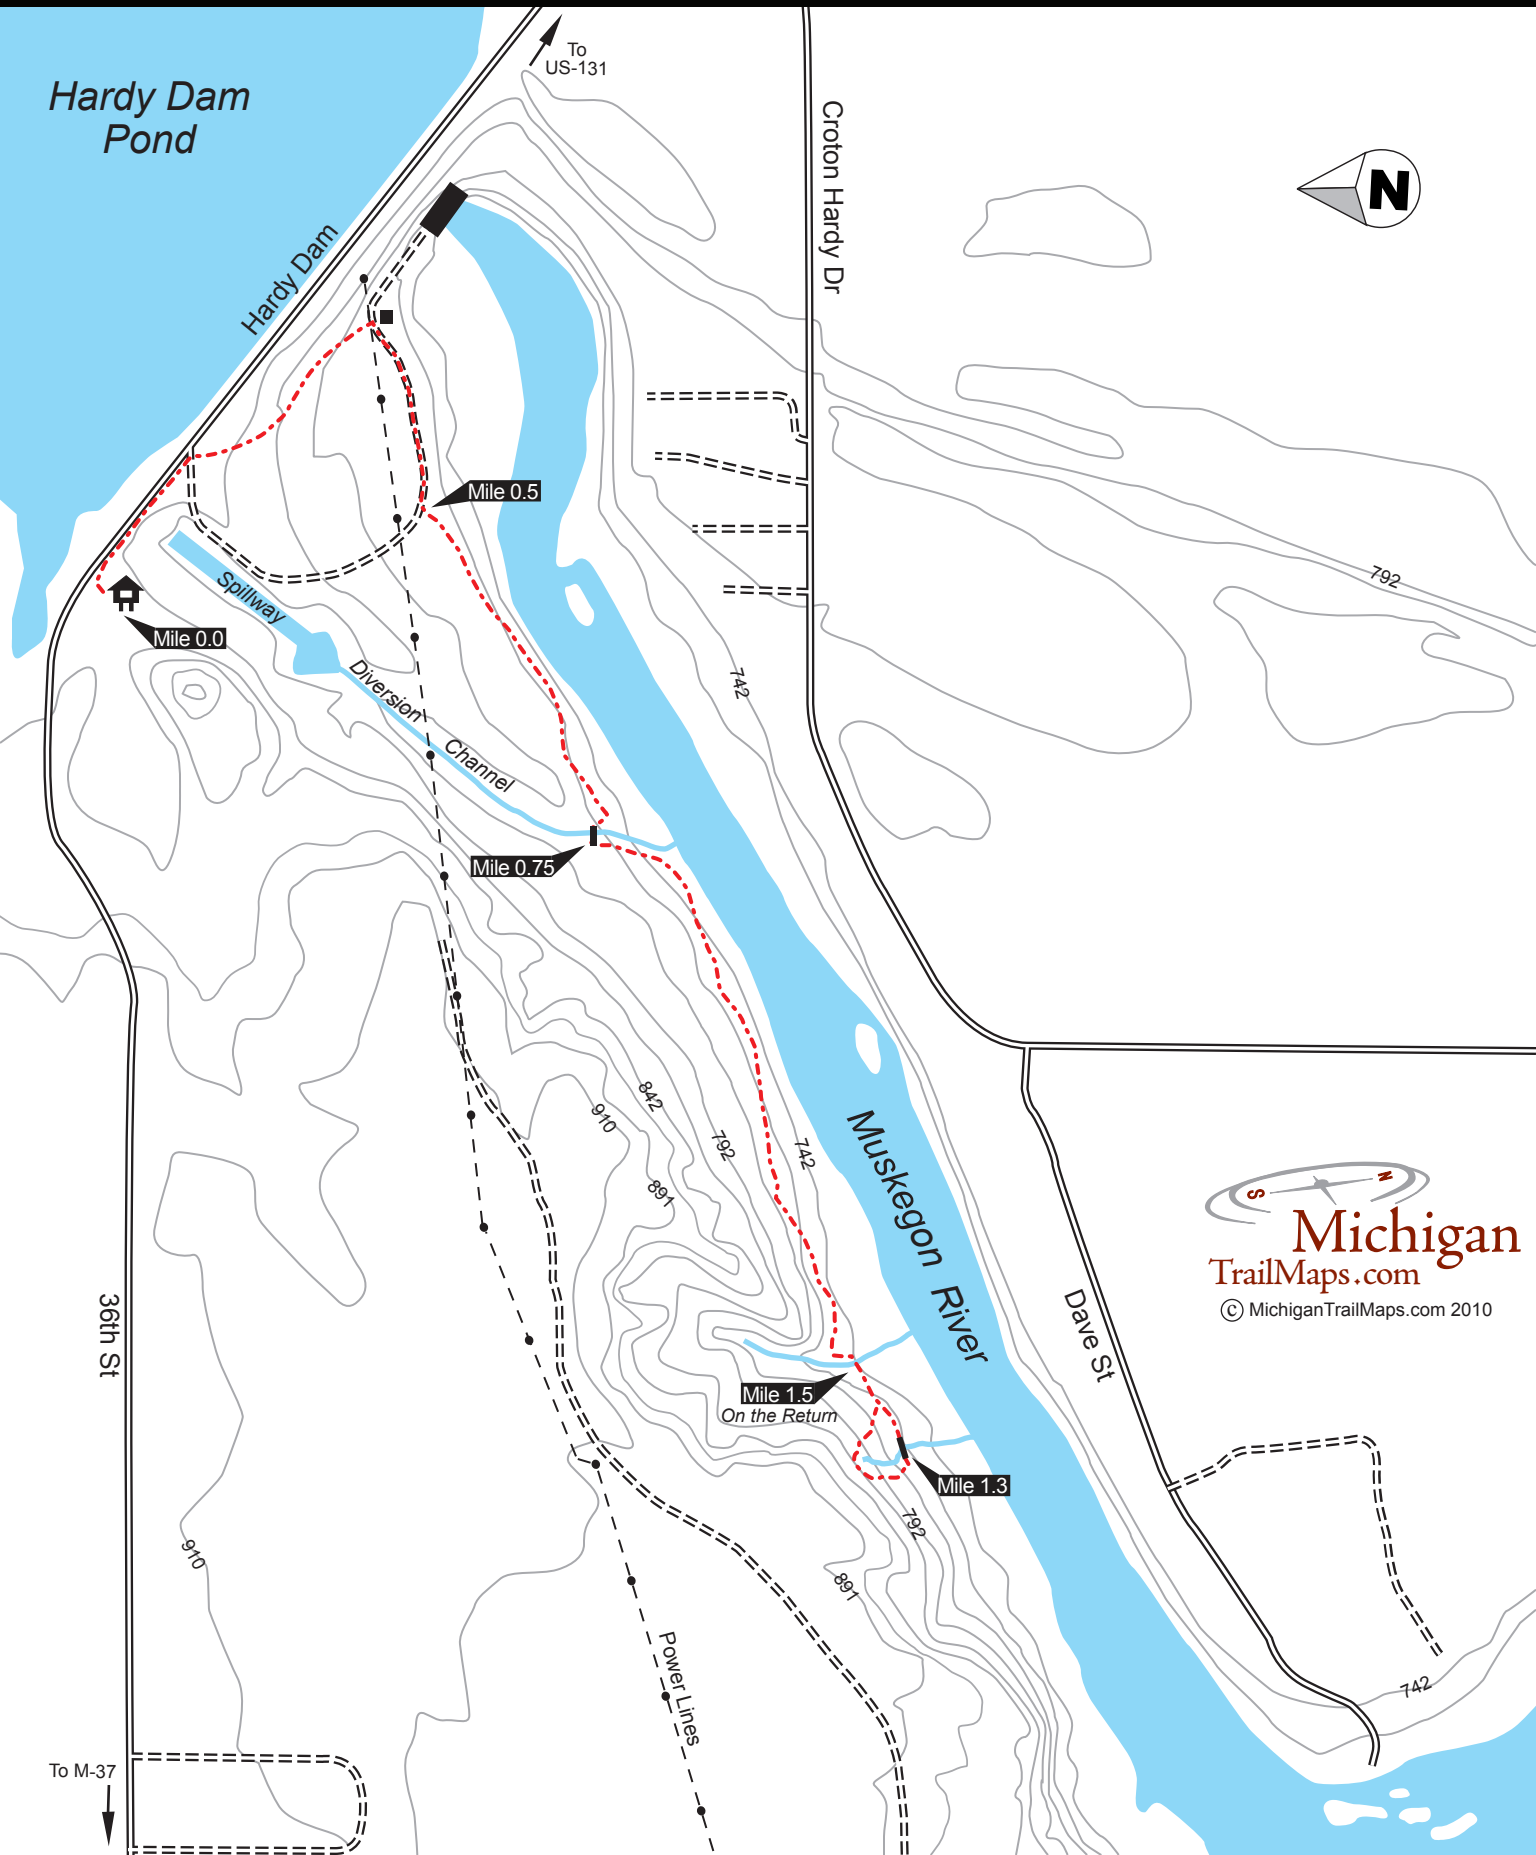 To
US-131
Hardy Dam
Pond
Croton Hardy Dr
N
Hardy Dam
Mile 0.5
792
Spillway
Mile 0.0
Diversion
742
Channel
Mile 0.75
842
910
792
742
891
Muskegon River
S
N
Michigan
TrailMaps.com
© MichiganTrailMaps.com 2010
36th St
Dave St
Mile 1.5
On the Return
Mile 1.3
792
910
891
Power Lines
742
To M-37